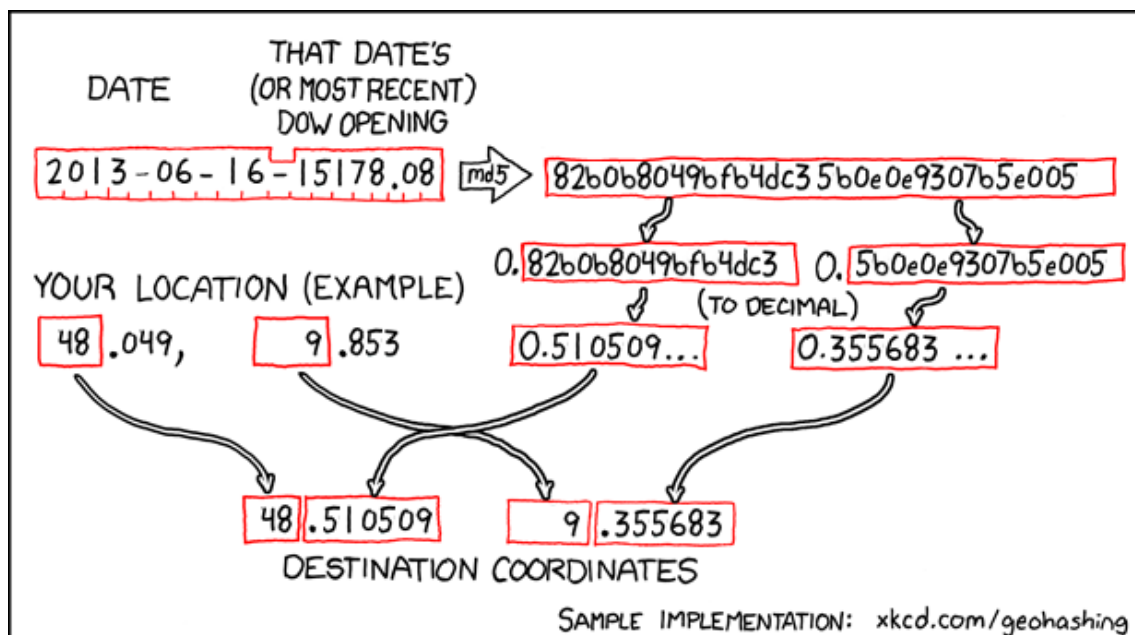 THAT DATE'S
DATE (OR MOST RECENT)
DOW OPENING
2013-06-16-15178.08 md5 82b0b8049bfb4dc35b0e0e9307b5e005
0.82b0b8049bfb4dc3 0.5b0e0e9307b5e005
YOUR LOCATION (EXAMPLE) (TO DECIMAL)
48.049, 9.853 0.510509... 0.355683...
48.510509 9.355683
DESTINATION COORDINATES
SAMPLE IMPLEMENTATION: xkcd.com/geohashing